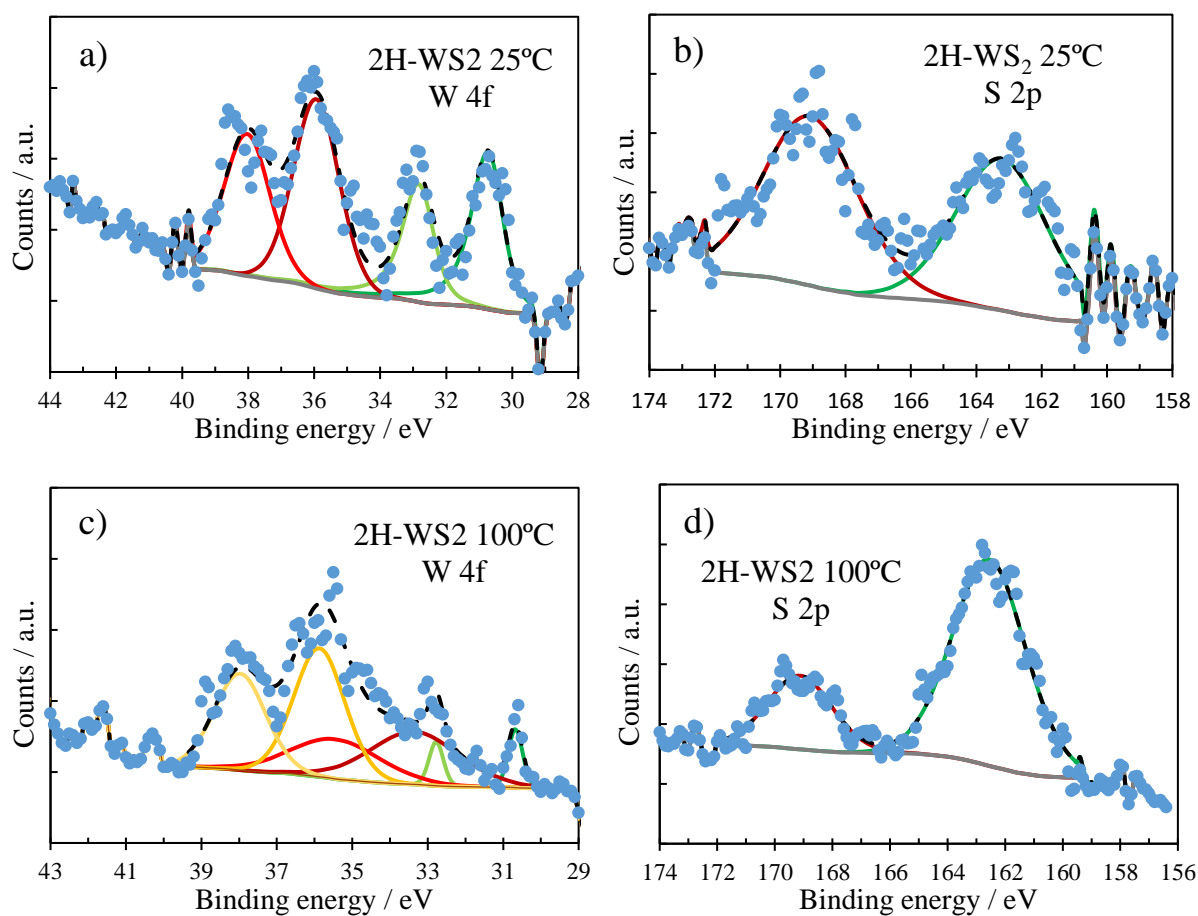 a)
2H-WS2 25ºC
W 4f
Counts / a.u.
44 42 40 38 36 34 32 30 28
Binding energy / eV
b)
2H-WS₂ 25ºC
S 2p
Counts / a.u.
174 172 170 168 166 164 162 160 158
Binding energy / eV
c)
2H-WS2 100ºC
W 4f
Counts / a.u.
43 41 39 37 35 33 31 29
Binding energy / eV
d)
2H-WS2 100ºC
S 2p
Counts / a.u.
174 172 170 168 166 164 162 160 158 156
Binding energy / eV